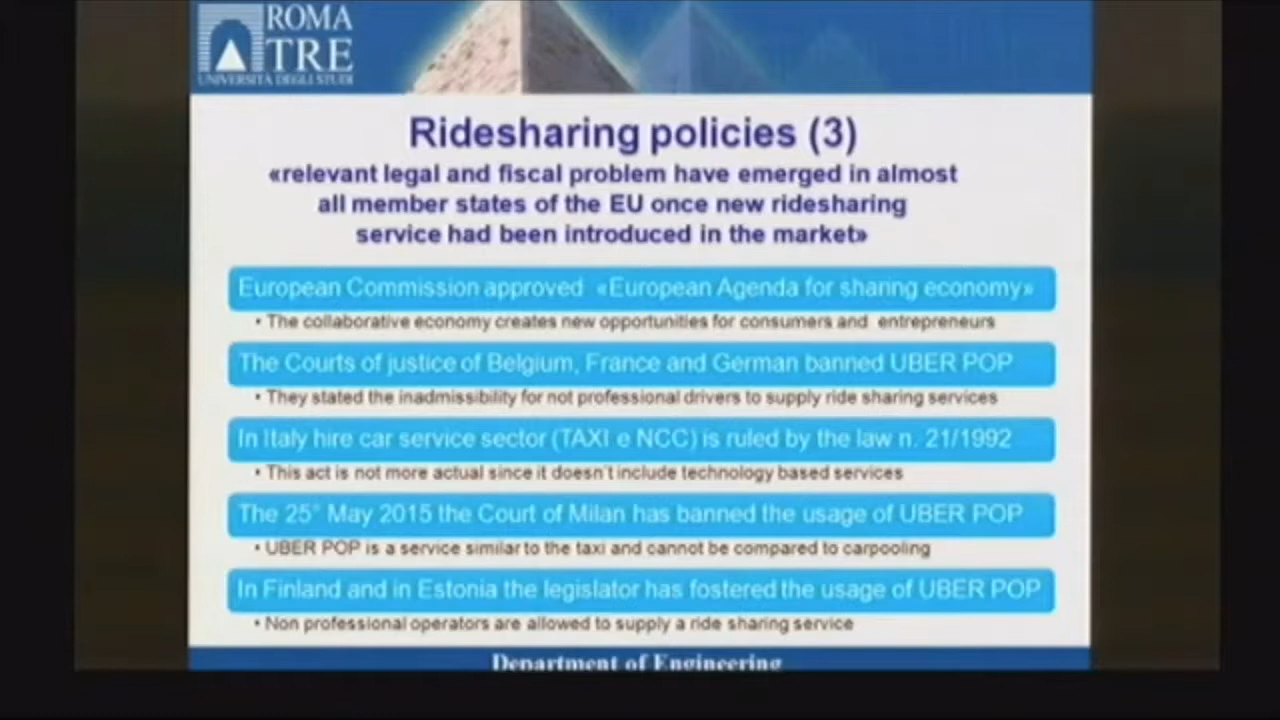 ROMA
TRE
UNIVERSITÀ DEGLI STUDI
Ridesharing policies (3)
«relevant legal and fiscal problem have emerged in almost
all member states of the EU once new ridesharing
service had been introduced in the market»
European Commission approved «European Agenda for sharing economy»
• The collaborative economy creates new opportunities for consumers and entrepreneurs
The Courts of justice of Belgium, France and German banned UBER POP
• They stated the inadmissibility for not professional drivers to supply ride sharing services
In Italy hire car service sector (TAXI e NCC) is ruled by the law n. 21/1992
• This act is not more actual since it doesn't include technology based services
The 25° May 2015 the Court of Milan has banned the usage of UBER POP
• UBER POP is a service similar to the taxi and cannot be compared to carpooling
In Finland and in Estonia the legislator has fostered the usage of UBER POP
• Non professional operators are allowed to supply a ride sharing service
Department of Engineering